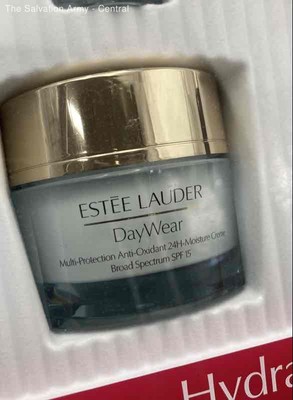 The Salvation Army - Central
ESTĒE LAUDER
DayWear
Multi-Protection Anti-Oxidant 24H-Moisture Creme
Broad Spectrum SPF 15
Hydra